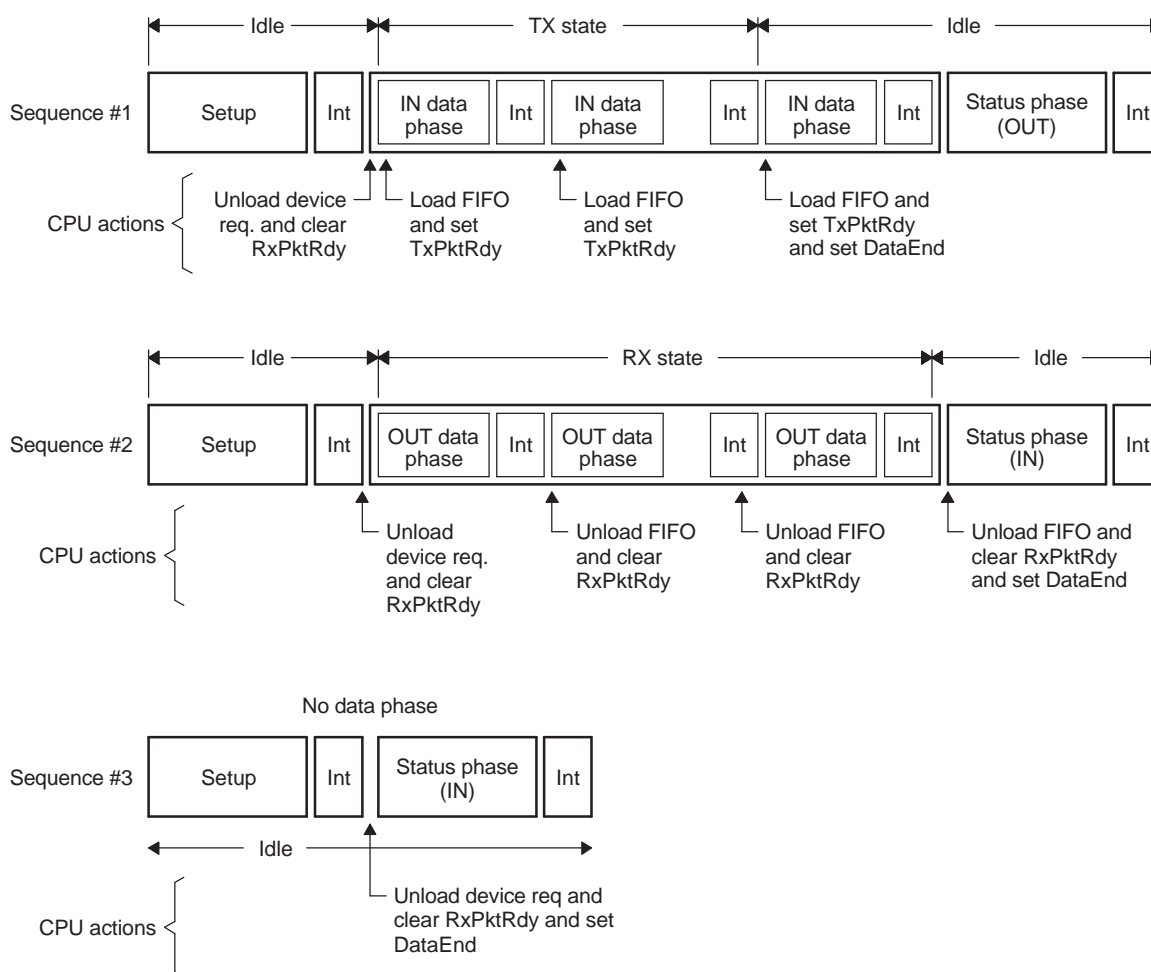 Idle
TX state
Idle
Sequence #1
Setup
Int
IN data
phase
Int
IN data
phase
Int
IN data
phase
Int
Status phase
(OUT)
Int
CPU actions
Unload device
req. and clear
RxPktRdy
Load FIFO
and set
TxPktRdy
Load FIFO
and set
TxPktRdy
Load FIFO and
set TxPktRdy
and set DataEnd
Idle
RX state
Idle
Sequence #2
Setup
Int
OUT data
phase
Int
OUT data
phase
Int
OUT data
phase
Int
Status phase
(IN)
Int
CPU actions
Unload
device req.
and clear
RxPktRdy
Unload FIFO
and clear
RxPktRdy
Unload FIFO
and clear
RxPktRdy
Unload FIFO and
clear RxPktRdy
and set DataEnd
No data phase
Sequence #3
Setup
Int
Status phase
(IN)
Int
Idle
CPU actions
Unload device req and
clear RxPktRdy and set
DataEnd